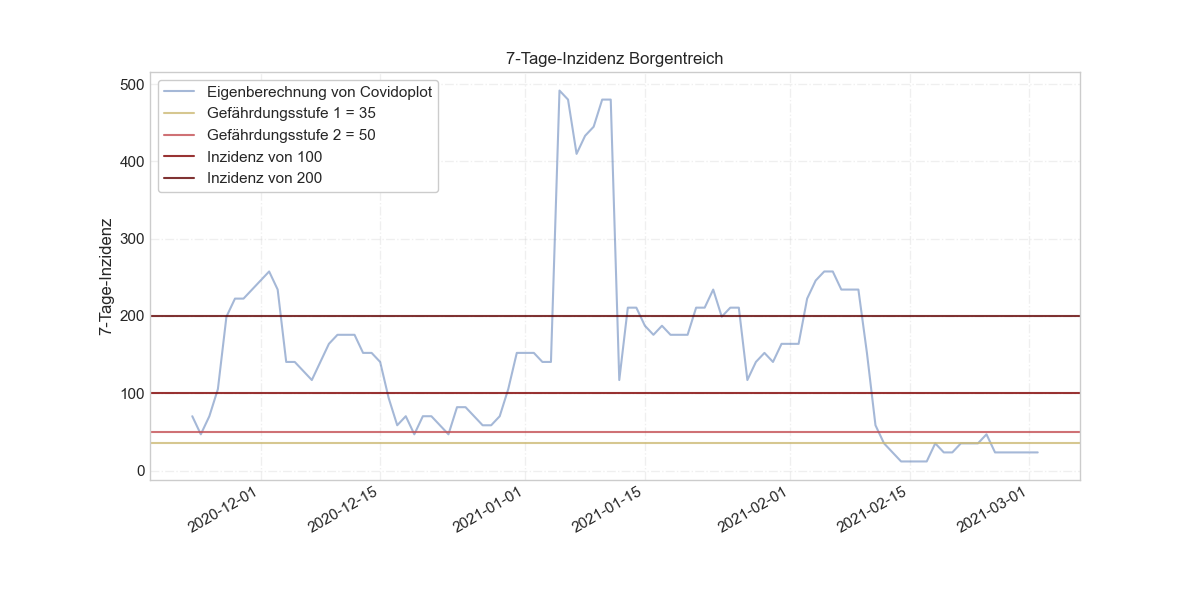 7-Tage-Inzidenz Borgentreich
Eigenberechnung von Covidoplot
Gefährdungsstufe 1 = 35
Gefährdungsstufe 2 = 50
Inzidenz von 100
Inzidenz von 200
7-Tage-Inzidenz
500
400
300
200
100
0
2020-12-01
2020-12-15
2021-01-01
2021-01-15
2021-02-01
2021-02-15
2021-03-01